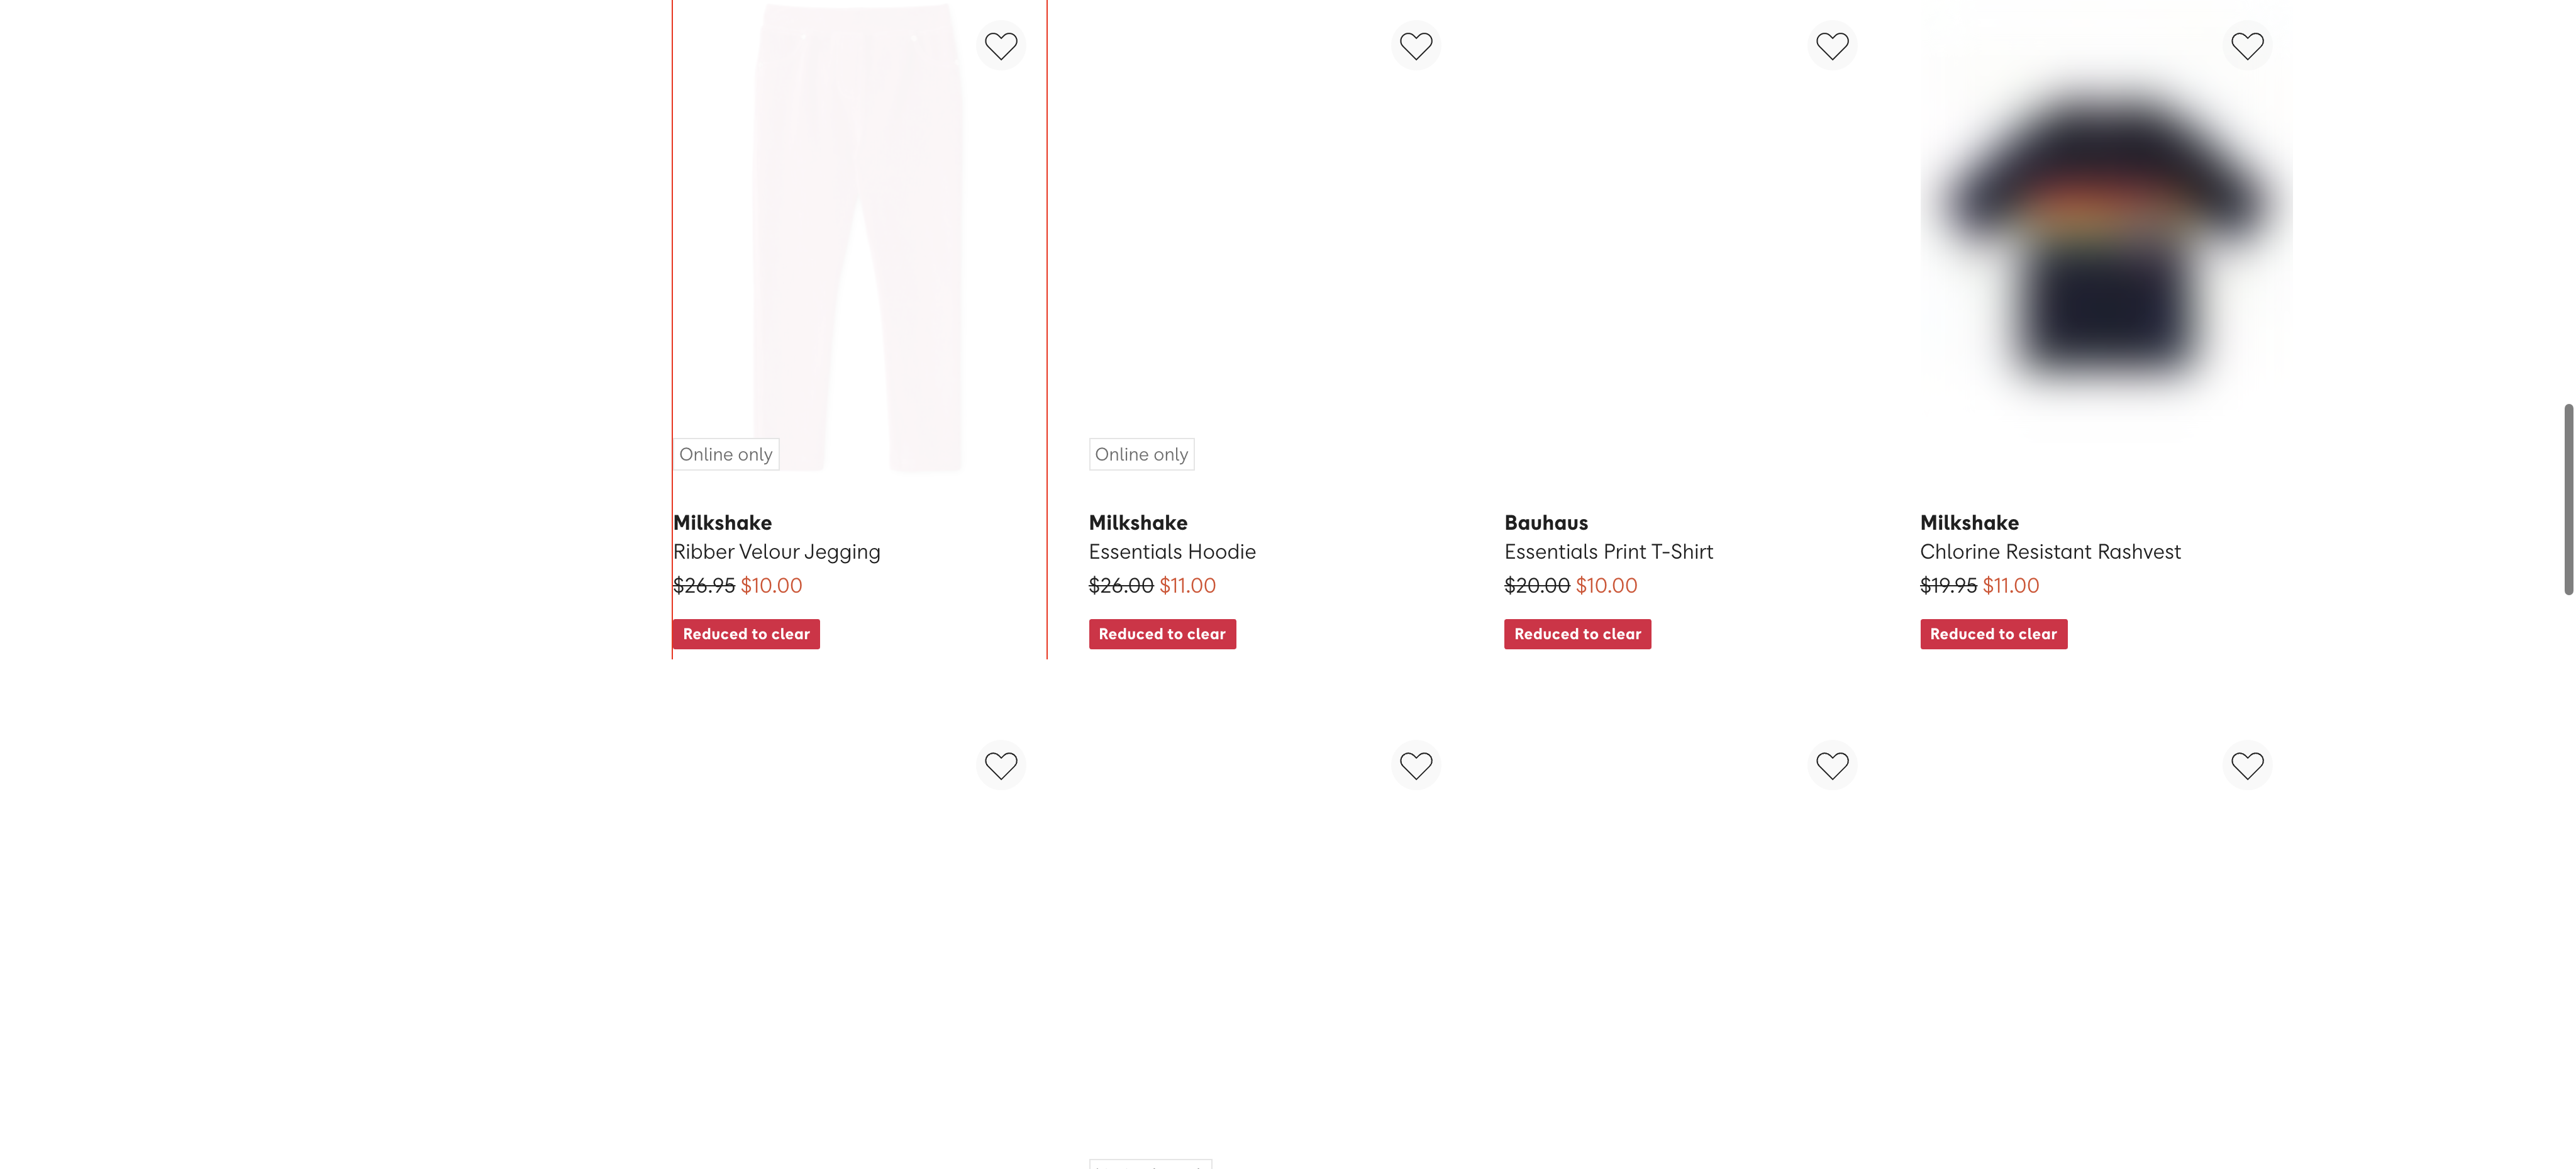 Online only
Milkshake
Ribber Velour Jegging
$26.95 $10.00
Reduced to clear
Online only
Milkshake
Essentials Hoodie
$26.00 $11.00
Reduced to clear
Bauhaus
Essentials Print T-Shirt
$20.00 $10.00
Reduced to clear
Milkshake
Chlorine Resistant Rashvest
$19.95 $11.00
Reduced to clear